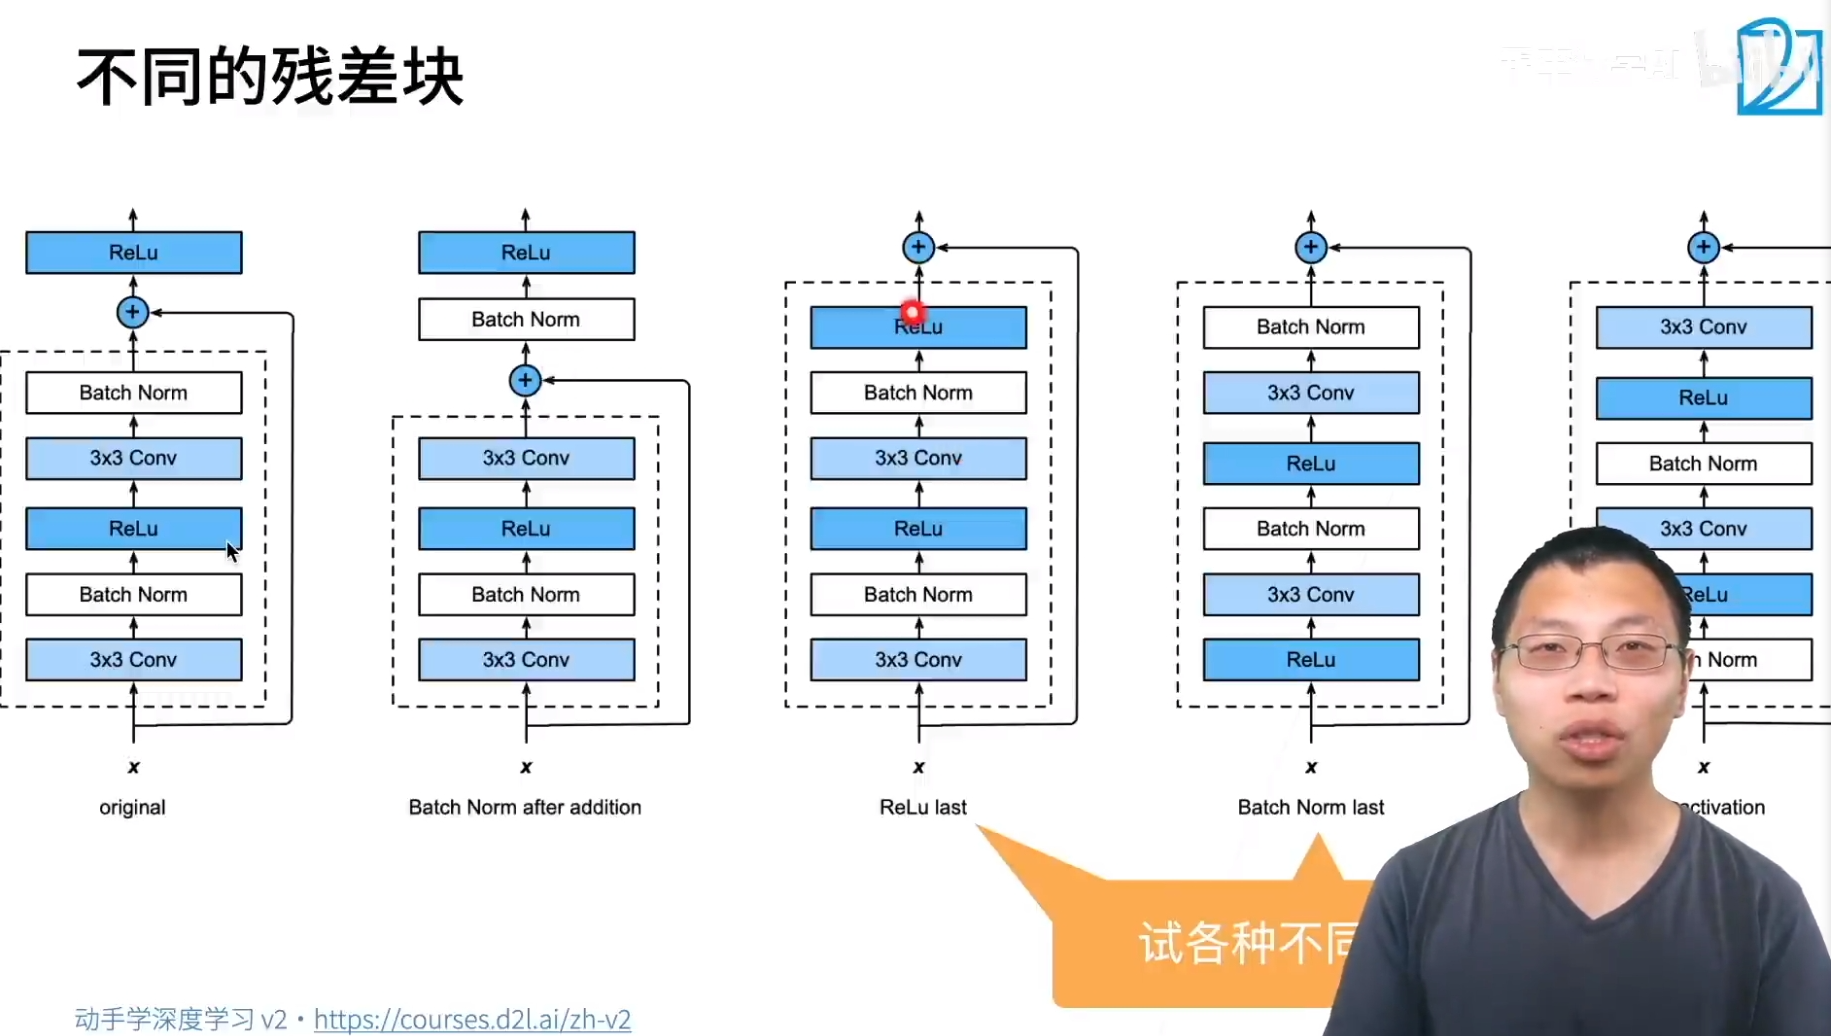 不同的残差块
ReLu
Batch Norm
3x3 Conv
ReLu
Batch Norm
3x3 Conv
x
original
ReLu
Batch Norm
3x3 Conv
ReLu
Batch Norm
3x3 Conv
x
Batch Norm after addition
ReLu
Batch Norm
3x3 Conv
ReLu
Batch Norm
3x3 Conv
x
ReLu last
Batch Norm
3x3 Conv
ReLu
Batch Norm
3x3 Conv
ReLu
x
Batch Norm last
3x3 Conv
ReLu
Batch Norm
3x3 Conv
ReLu
Norm
x
activation
试各种不同
动手学深度学习 v2・https://courses.d2l.ai/zh-v2